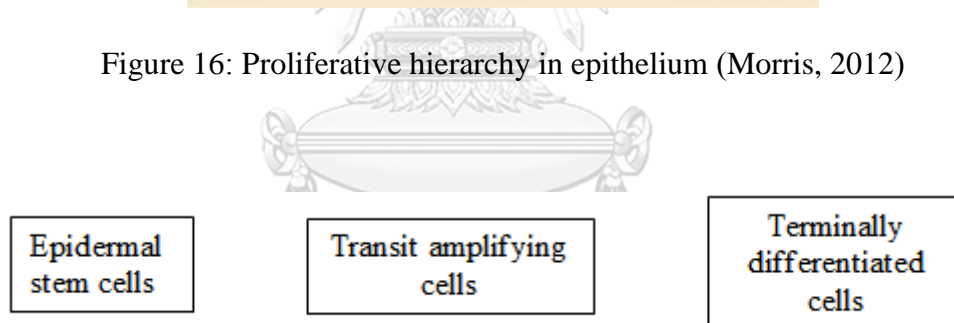 Figure 16: Proliferative hierarchy in epithelium (Morris, 2012)
Epidermal
stem cells
Transit amplifying
cells
Terminally
differentiated
cells